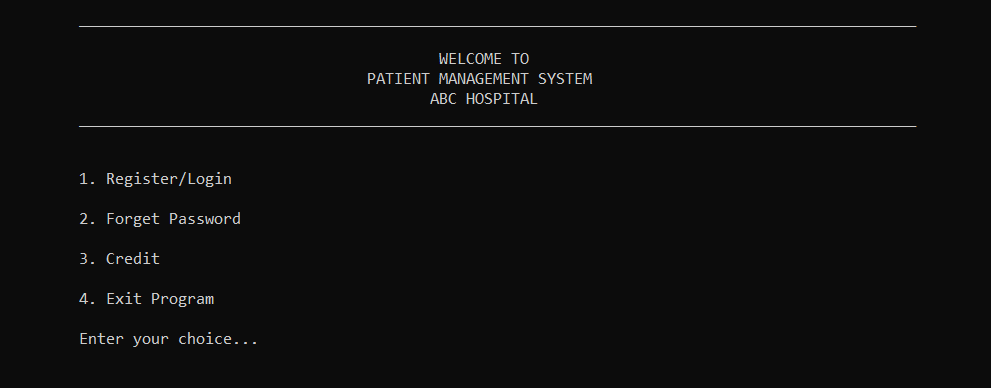 WELCOME TO
PATIENT MANAGEMENT SYSTEM
ABC HOSPITAL
1. Register/Login
2. Forget Password
3. Credit
4. Exit Program
Enter your choice...